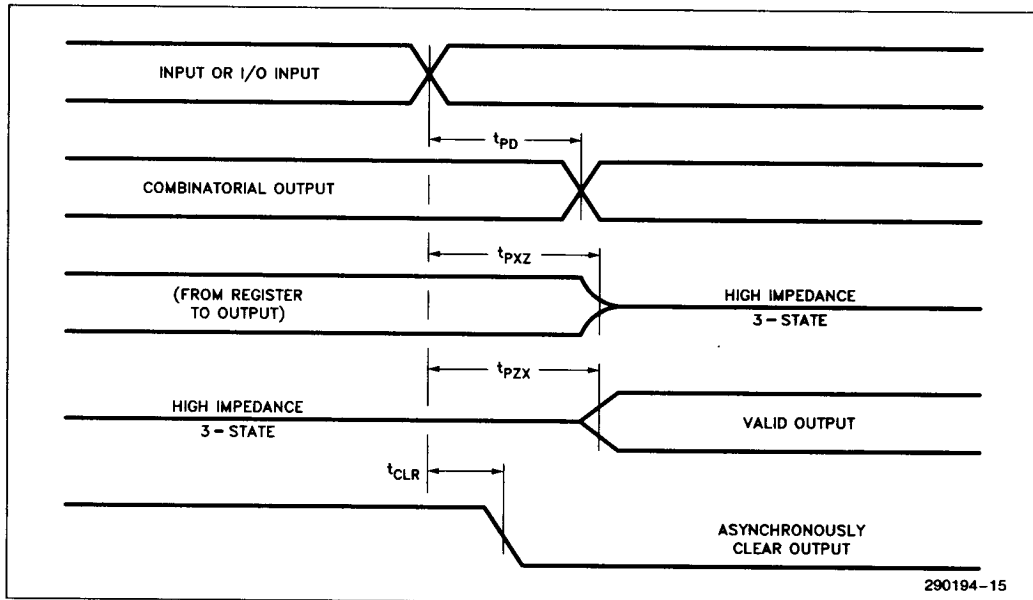 INPUT OR I/O INPUT
tPD
COMBINATORIAL OUTPUT
tPXZ
(FROM REGISTER
TO OUTPUT)
HIGH IMPEDANCE
3-STATE
tPZX
HIGH IMPEDANCE
3-STATE
VALID OUTPUT
tCLR
ASYNCHRONOUSLY
CLEAR OUTPUT
290194-15